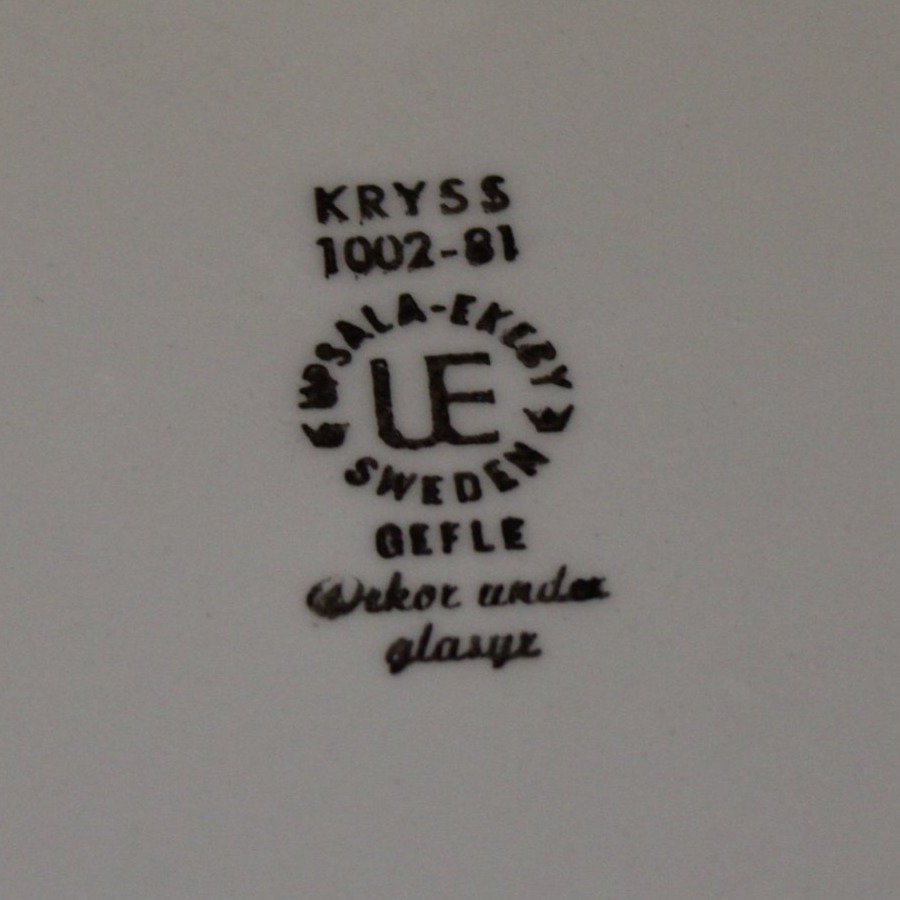 KRYSS
1002-81
UPSALA-EKEBY
UE
SWEDEN
GEFLE
Dekor under
glasyr